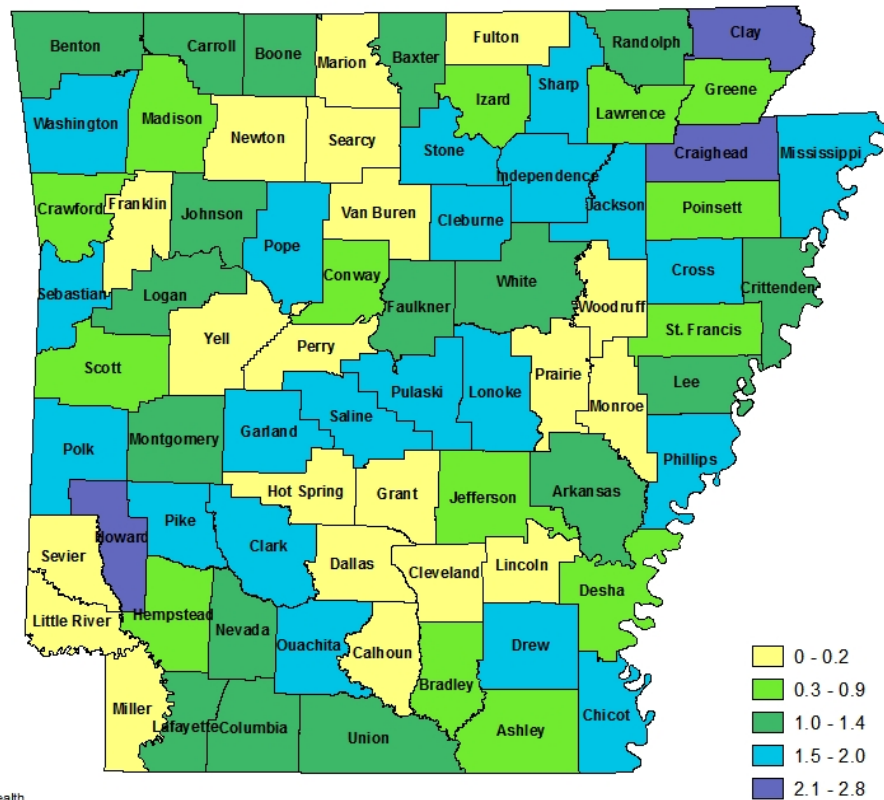 Benton
Carroll
Boone
Marion
Baxter
Fulton
Sharp
Randolph
Clay
Washington
Madison
Newton
Searcy
Stone
Izard
Lawrence
Greene
Independence
Craighead
Mississippi
Crawford
Franklin
Johnson
Pope
Van Buren
Cleburne
Jackson
Poinsett
Sebastian
Logan
Conway
Faulkner
White
Woodruff
Cross
Crittenden
Scott
Yell
Perry
Pulaski
Lonoke
Prairie
Monroe
St. Francis
Lee
Polk
Montgomery
Garland
Saline
Phillips
Howard
Pike
Hot Spring
Grant
Jefferson
Arkansas
Sevier
Clark
Dallas
Cleveland
Lincoln
Desha
Little River
Hempstead
Nevada
Ouachita
Calhoun
Bradley
Drew
Chicot
Miller
Lafayette
Columbia
Union
Ashley
0 - 0.2
0.3 - 0.9
1.0 - 1.4
1.5 - 2.0
2.1 - 2.8